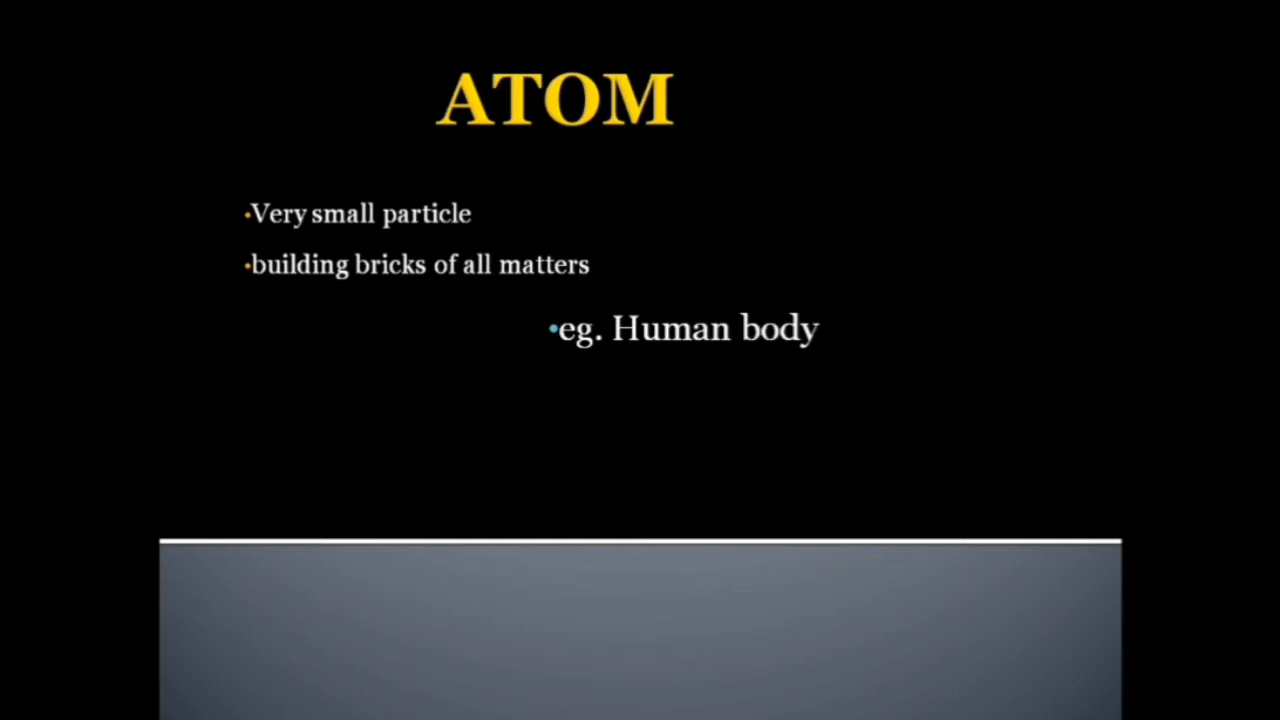 ATOM
•Very small particle
•building bricks of all matters
•eg. Human body